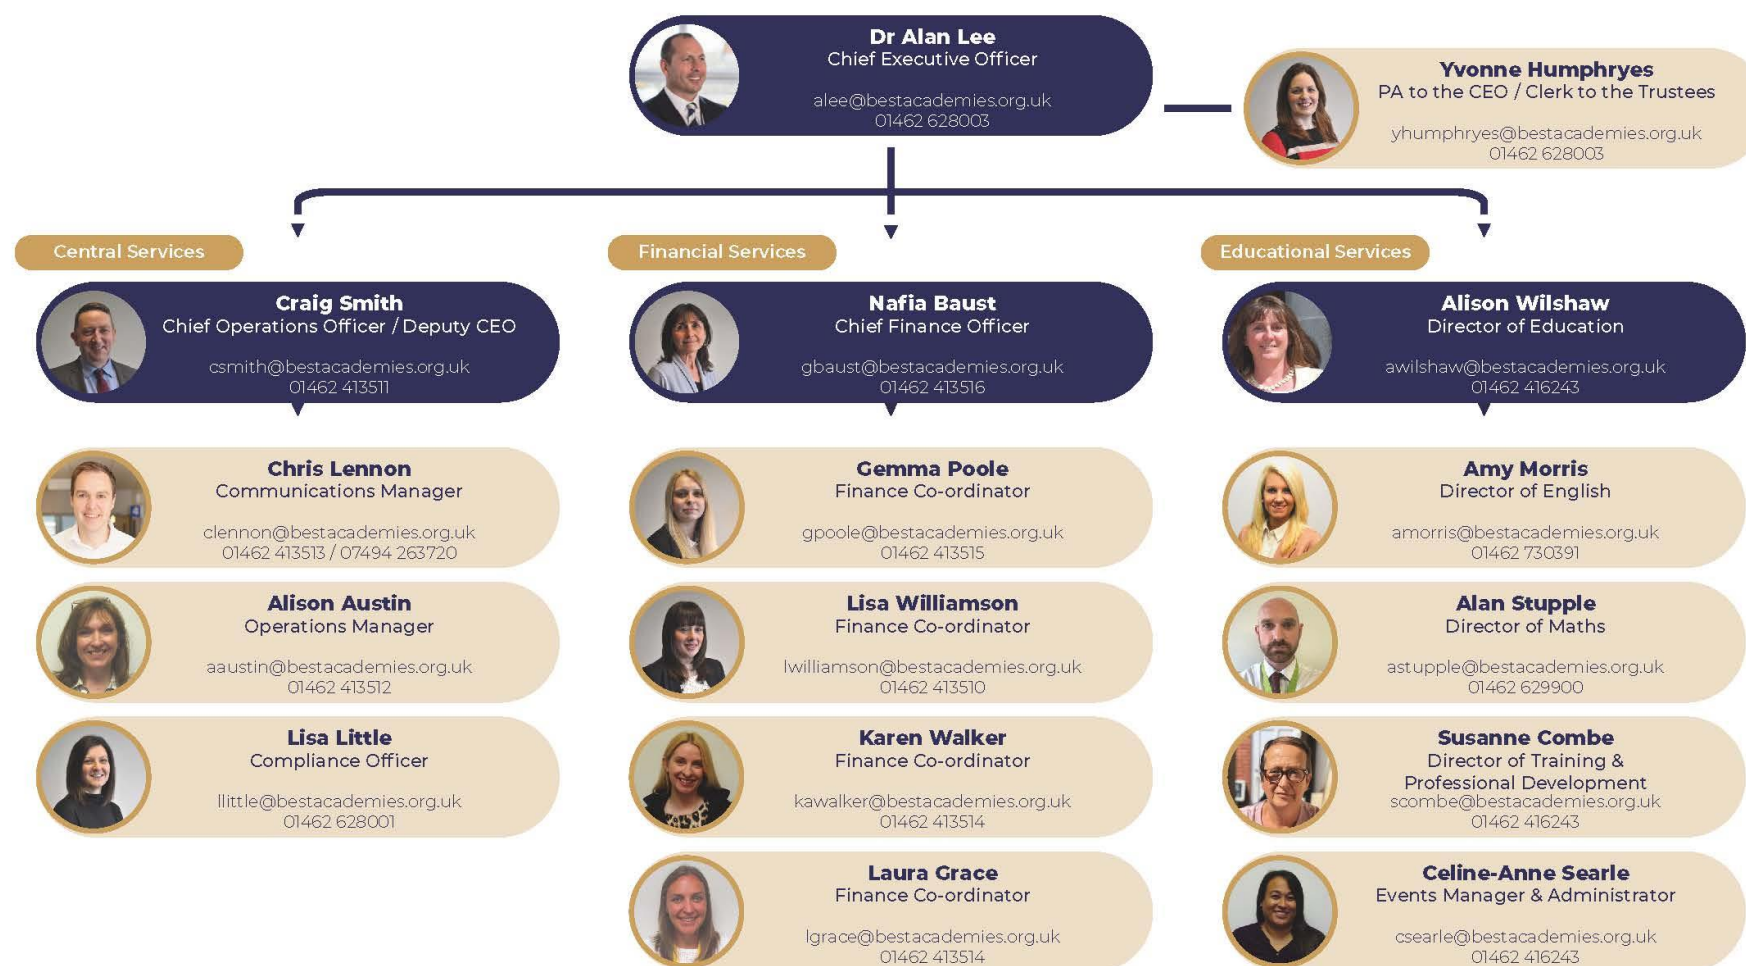 Dr Alan Lee
Chief Executive Officer
alee@bestacademies.org.uk
01462 628003
Yvonne Humphryes
PA to the CEO / Clerk to the Trustees
yhumphryes@bestacademies.org.uk
01462 628003
Central Services
Craig Smith
Chief Operations Officer / Deputy CEO
csmith@bestacademies.org.uk
01462 413511
Chris Lennon
Communications Manager
clennon@bestacademies.org.uk
01462 413513 / 07494 263720
Alison Austin
Operations Manager
aaustin@bestacademies.org.uk
01462 413512
Lisa Little
Compliance Officer
llittle@bestacademies.org.uk
01462 628001
Financial Services
Nafia Baust
Chief Finance Officer
gbaust@bestacademies.org.uk
01462 413516
Gemma Poole
Finance Co-ordinator
gpoole@bestacademies.org.uk
01462 413515
Lisa Williamson
Finance Co-ordinator
lwilliamson@bestacademies.org.uk
01462 413510
Karen Walker
Finance Co-ordinator
kawalker@bestacademies.org.uk
01462 413514
Laura Grace
Finance Co-ordinator
lgrace@bestacademies.org.uk
01462 413514
Educational Services
Alison Wilshaw
Director of Education
awilshaw@bestacademies.org.uk
01462 416243
Amy Morris
Director of English
amorris@bestacademies.org.uk
01462 730391
Alan Stupple
Director of Maths
astupple@bestacademies.org.uk
01462 629900
Susanne Combe
Director of Training &
Professional Development
scombe@bestacademies.org.uk
01462 416243
Celine-Anne Searle
Events Manager & Administrator
csearle@bestacademies.org.uk
01462 416243